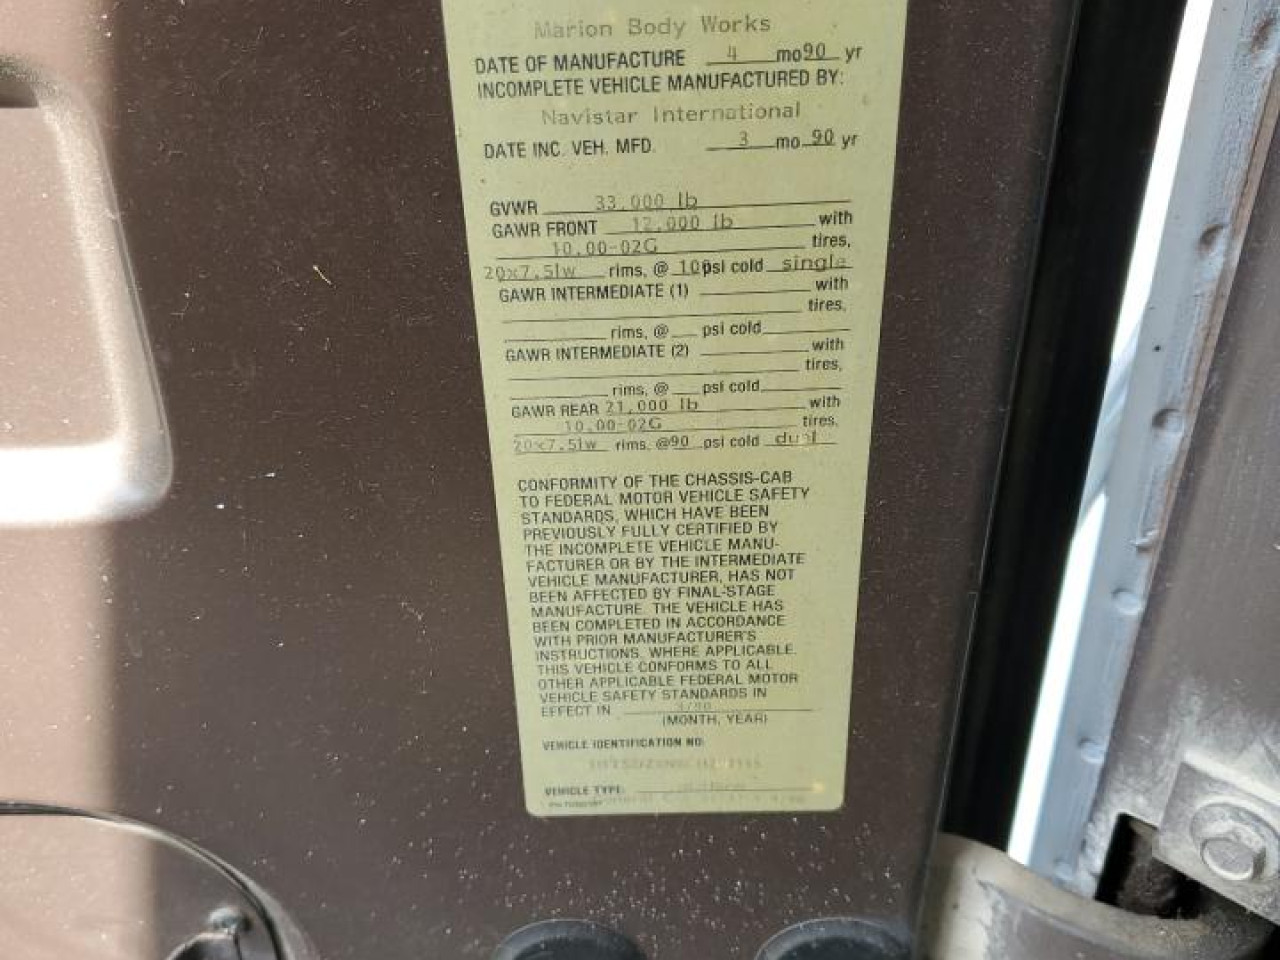 Marion Body Works
DATE OF MANUFACTURE 4 mo 90 yr
INCOMPLETE VEHICLE MANUFACTURED BY:
Navistar International
DATE INC. VEH. MFD. 3 mo 90 yr
GVWR 33,000 lb
GAWR FRONT 12,000 lb with
10.00-02G tires,
20x7.5lw rims, @ psi cold single
GAWR INTERMEDIATE (1) with
tires,
rims, @ psi cold
GAWR INTERMEDIATE (2) with
tires,
rims, @ psi cold
GAWR REAR 21,000 lb with
10.00-02G tires,
20x7.5lw rims, @90 psi cold dual
CONFORMITY OF THE CHASSIS-CAB
TO FEDERAL MOTOR VEHICLE SAFETY
STANDARDS, WHICH HAVE BEEN
PREVIOUSLY FULLY CERTIFIED BY
THE INCOMPLETE VEHICLE MANU-
FACTURER OR BY THE INTERMEDIATE
VEHICLE MANUFACTURER, HAS NOT
BEEN AFFECTED BY FINAL-STAGE
MANUFACTURE. THE VEHICLE HAS
BEEN COMPLETED IN ACCORDANCE
WITH PRIOR MANUFACTURER'S
INSTRUCTIONS, WHERE APPLICABLE.
THIS VEHICLE CONFORMS TO ALL
OTHER APPLICABLE FEDERAL MOTOR
VEHICLE SAFETY STANDARDS IN
EFFECT IN 3/90
(MONTH, YEAR)
VEHICLE IDENTIFICATION NO:
VEHICLE TYPE: